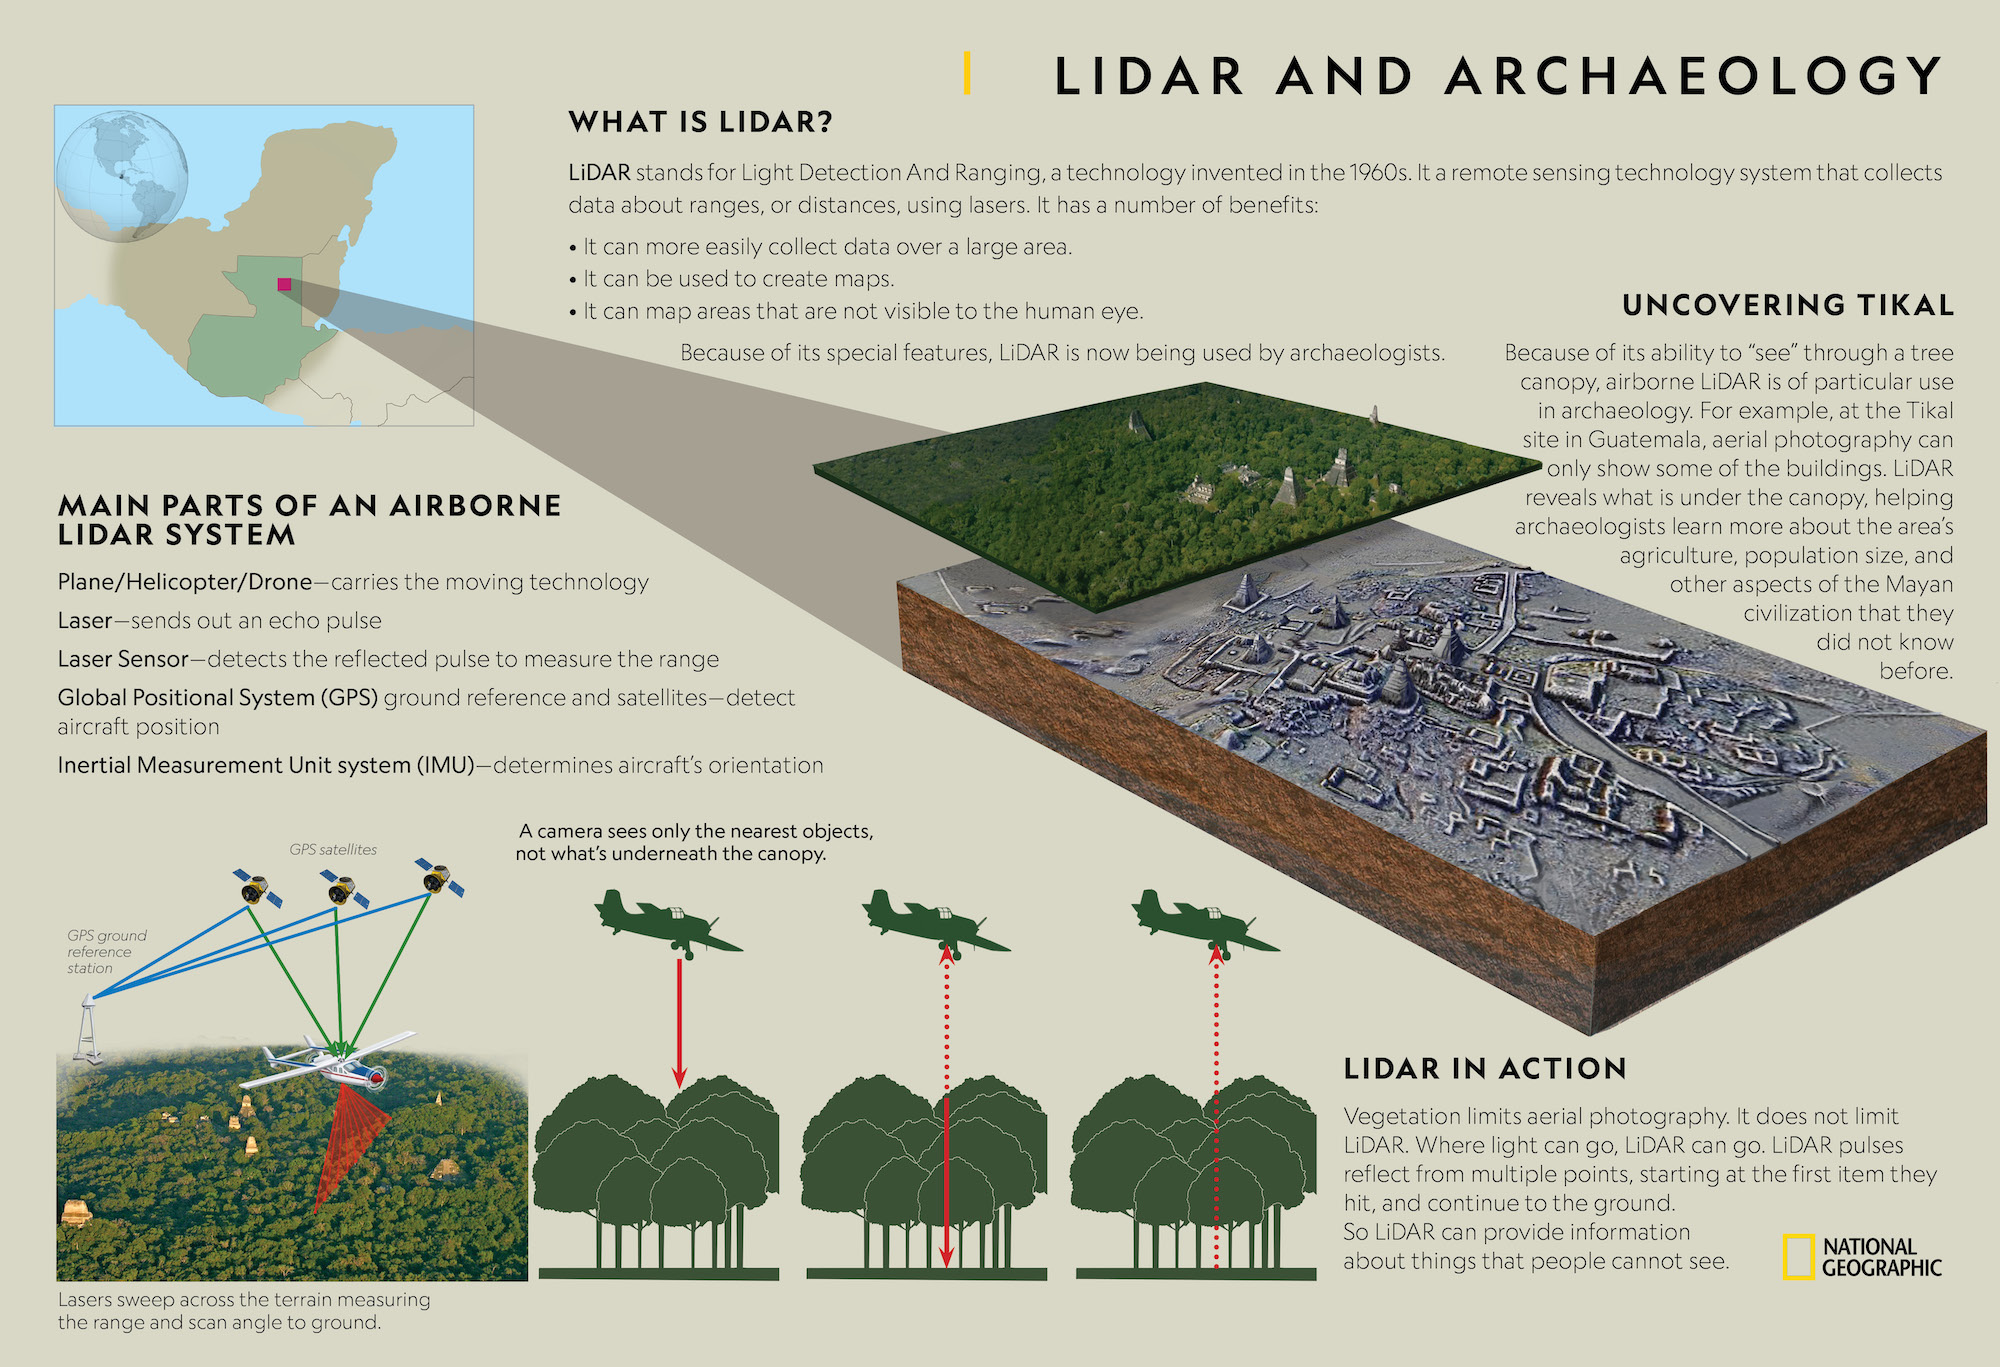 LIDAR AND ARCHAEOLOGY
WHAT IS LIDAR?
LiDAR stands for Light Detection And Ranging, a technology invented in the 1960s. It a remote sensing technology system that collects
data about ranges, or distances, using lasers. It has a number of benefits:
• It can more easily collect data over a large area.
• It can be used to create maps.
• It can map areas that are not visible to the human eye.
Because of its special features, LiDAR is now being used by archaeologists.
UNCOVERING TIKAL
Because of its ability to “see” through a tree
canopy, airborne LiDAR is of particular use
in archaeology. For example, at the Tikal
site in Guatemala, aerial photography can
only show some of the buildings. LiDAR
reveals what is under the canopy, helping
archaeologists learn more about the area’s
agriculture, population size, and
other aspects of the Mayan
civilization that they
did not know
before.
MAIN PARTS OF AN AIRBORNE
LIDAR SYSTEM
Plane/Helicopter/Drone—carries the moving technology
Laser—sends out an echo pulse
Laser Sensor—detects the reflected pulse to measure the range
Global Positional System (GPS) ground reference and satellites—detect
aircraft position
Inertial Measurement Unit system (IMU)—determines aircraft’s orientation
GPS satellites
GPS ground
reference
station
Lasers sweep across the terrain measuring
the range and scan angle to ground.
A camera sees only the nearest objects,
not what’s underneath the canopy.
LIDAR IN ACTION
Vegetation limits aerial photography. It does not limit
LiDAR. Where light can go, LiDAR can go. LiDAR pulses
reflect from multiple points, starting at the first item they
hit, and continue to the ground.
So LiDAR can provide information
about things that people cannot see.
NATIONAL
GEOGRAPHIC